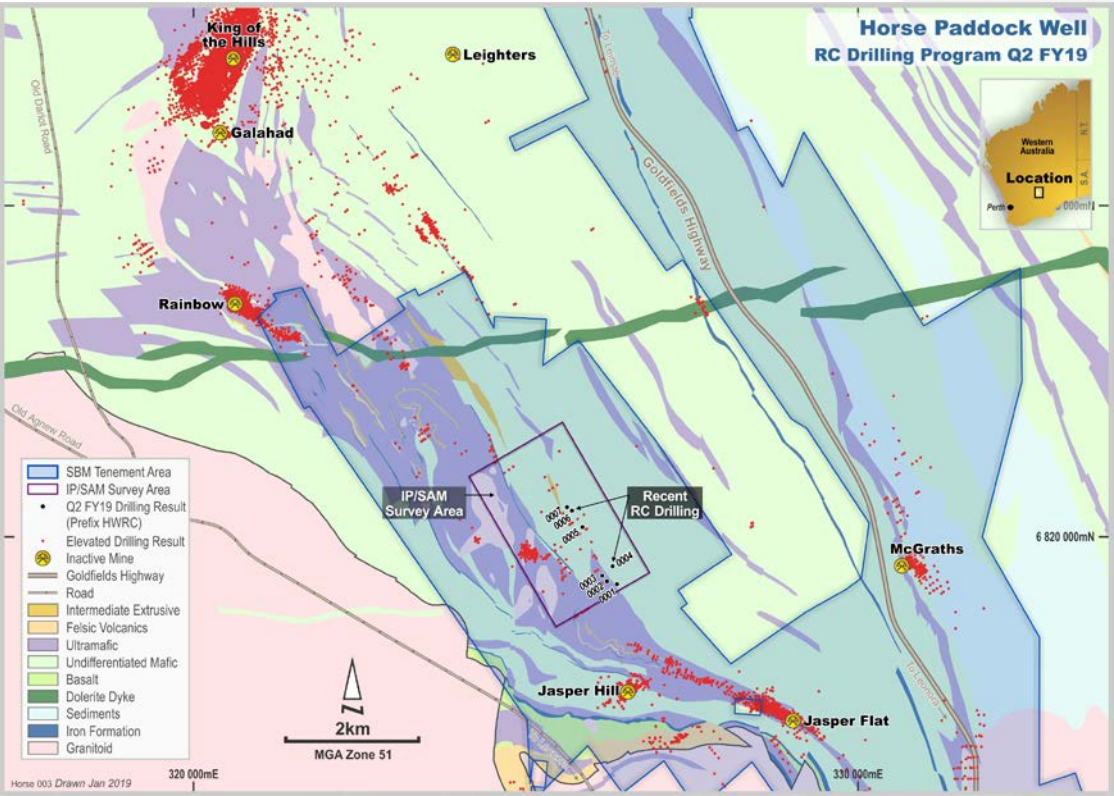 Horse Paddock Well
RC Drilling Program Q2 FY19
King of
the Hills
Leighters
Galahad
Old Darlot Road
Goldfields Highway
Western
Australia
N.T.
S.A.
Location
Perth
000mN
Rainbow
Old Agnew Road
IP/SAM
Survey Area
Recent
RC Drilling
0007
0006
0005
0004
0003
0002
0001
6 820 000mN
McGraths
SBM Tenement Area
IP/SAM Survey Area
Q2 FY19 Drilling Result
(Prefix HWRC)
Elevated Drilling Result
Inactive Mine
Goldfields Highway
Road
Intermediate Extrusive
Felsic Volcanics
Ultramafic
Undifferentiated Mafic
Basalt
Dolerite Dyke
Sediments
Iron Formation
Granitoid
2km
MGA Zone 51
Jasper Hill
Jasper Flat
To Leonora
320 000mE
330 000mE
Horse 003 Drawn Jan 2019